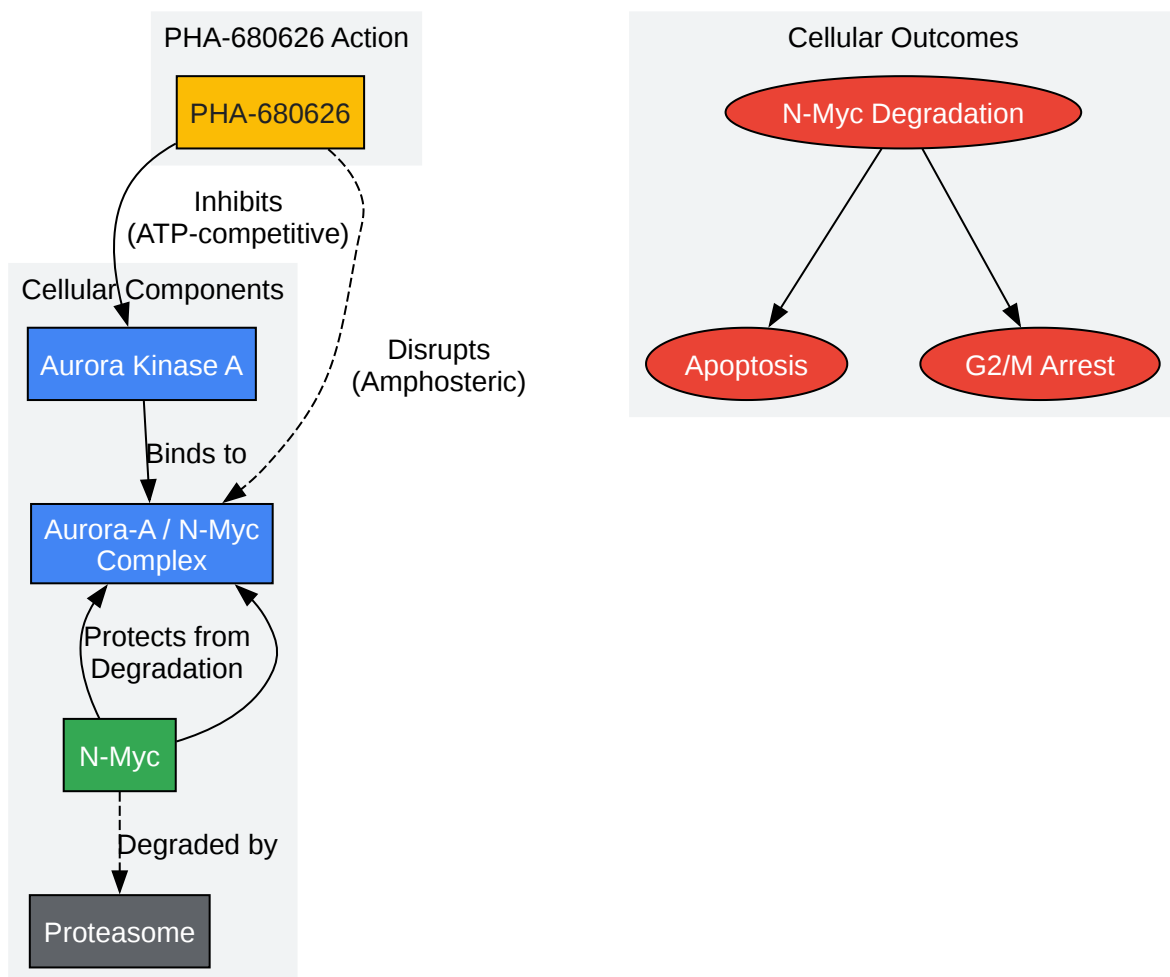 PHA-680626 Action
PHA-680626
Inhibits
(ATP-competitive)
Cellular Components
Aurora Kinase A
Disrupts
(Amphosteric)
Binds to
Aurora-A / N-Myc
Complex
Protects from
Degradation
N-Myc
Degraded by
Proteasome
Cellular Outcomes
N-Myc Degradation
Apoptosis
G2/M Arrest